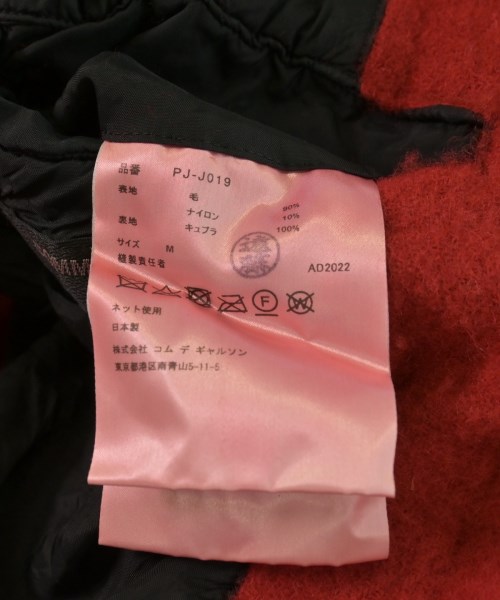 品番 PJ-J019
表地 毛 90%
ナイロン 10%
裏地 キュプラ 100%
サイズ M
縫製責任者 AD2022
F W
ネット使用
日本製
株式会社 コム デ ギャルソン
東京都港区南青山5-11-5